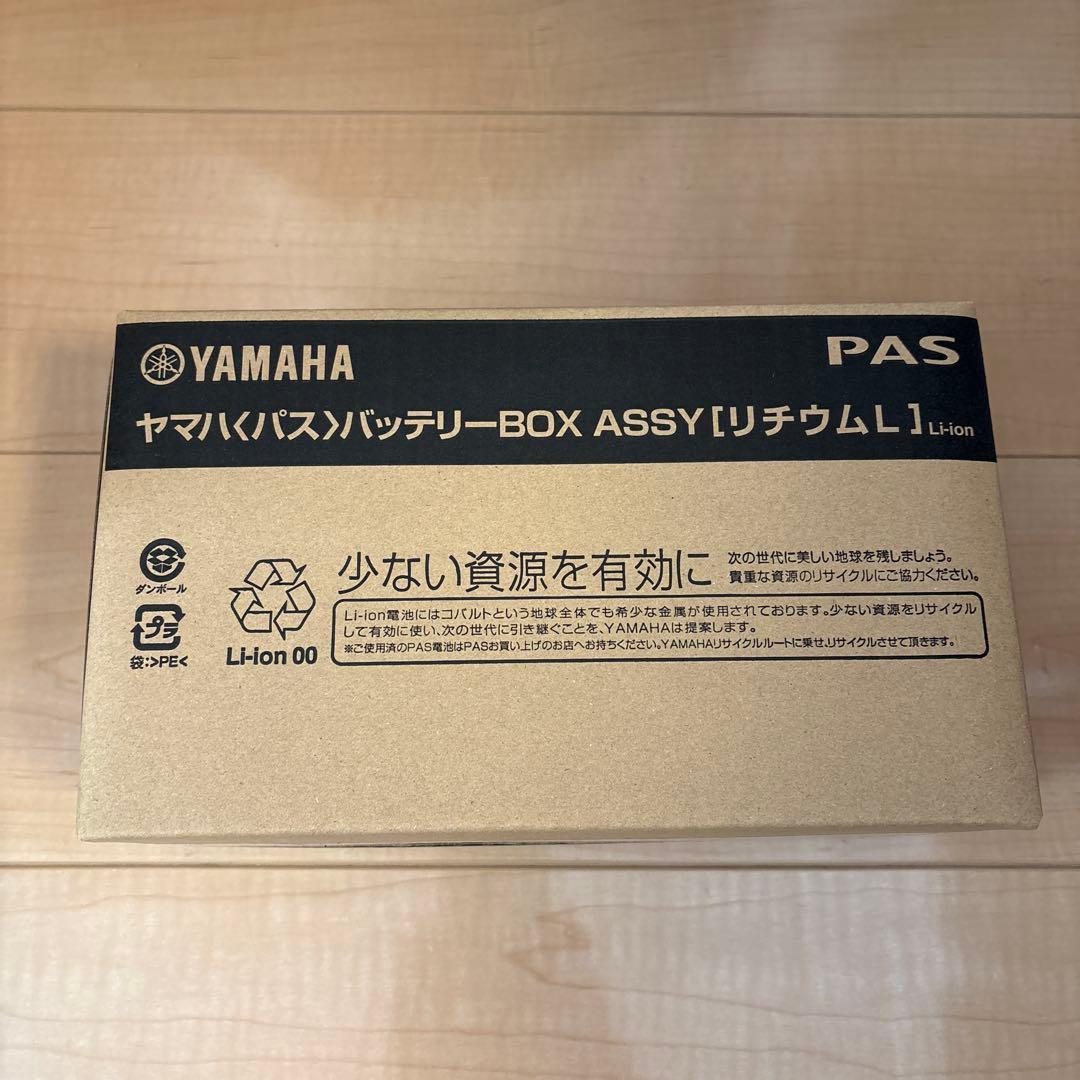 YAMAHA
PAS
ヤマハ〈パス〉バッテリーBOX ASSY[リチウムL] Li-ion
ダンボール
プラ
袋:>PE<
Li-ion 00
少ない資源を有効に
次の世代に美しい地球を残しましょう。
貴重な資源のリサイクルにご協力ください。
Li-ion電池にはコバルトという地球全体でも希少な金属が使用されております。少ない資源をリサイクル
して有効に使い、次の世代に引き継ぐことを、YAMAHAは提案します。
※ご使用済のPAS電池はPASお買い上げのお店へお持ちください。YAMAHAリサイクルルートに乗せ、リサイクルさせて頂きます。